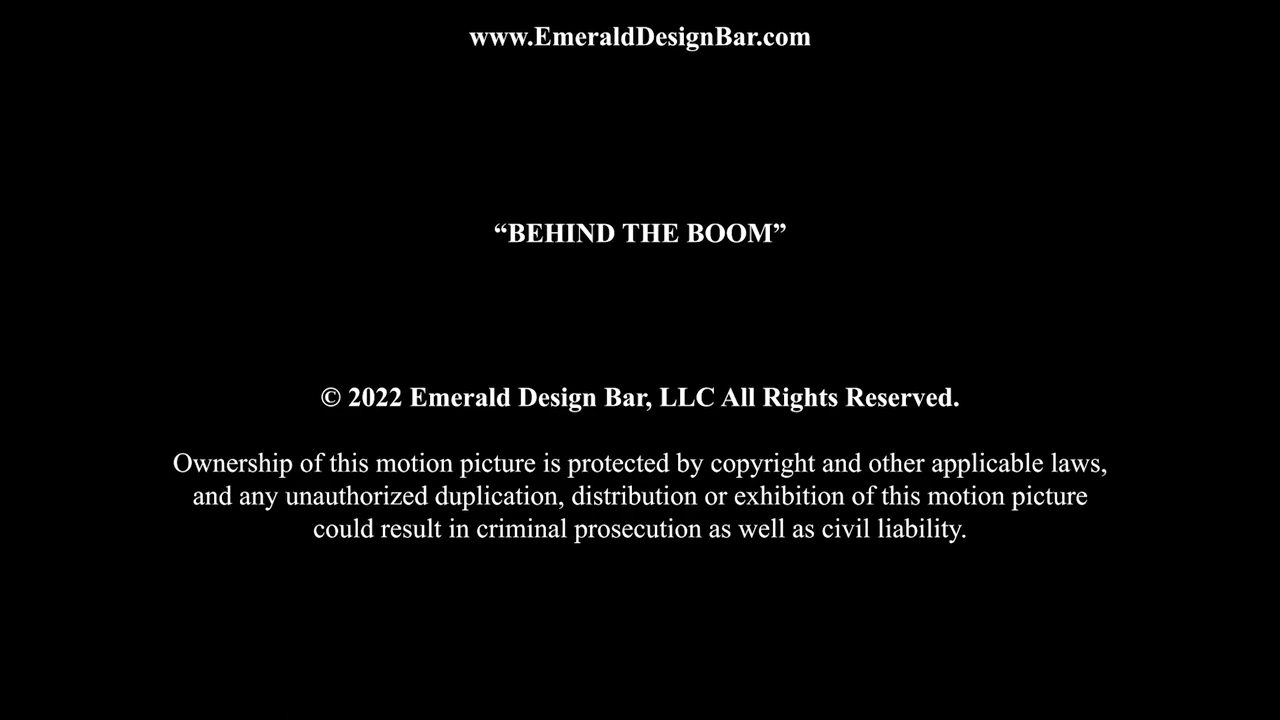 www.EmeraldDesignBar.com
“BEHIND THE BOOM”
© 2022 Emerald Design Bar, LLC All Rights Reserved.
Ownership of this motion picture is protected by copyright and other applicable laws,
and any unauthorized duplication, distribution or exhibition of this motion picture
could result in criminal prosecution as well as civil liability.